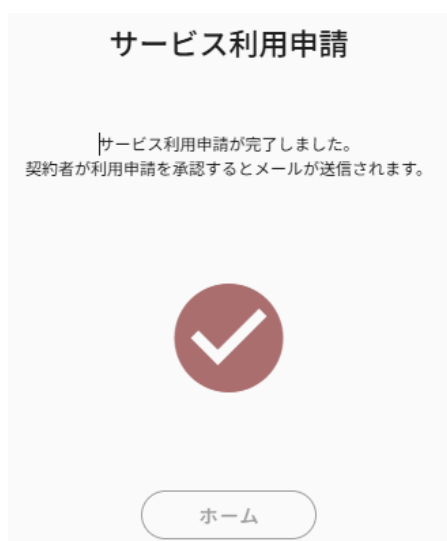 サービス利用申請
サービス利用申請が完了しました。
契約者が利用申請を承認するとメールが送信されます。
ホーム